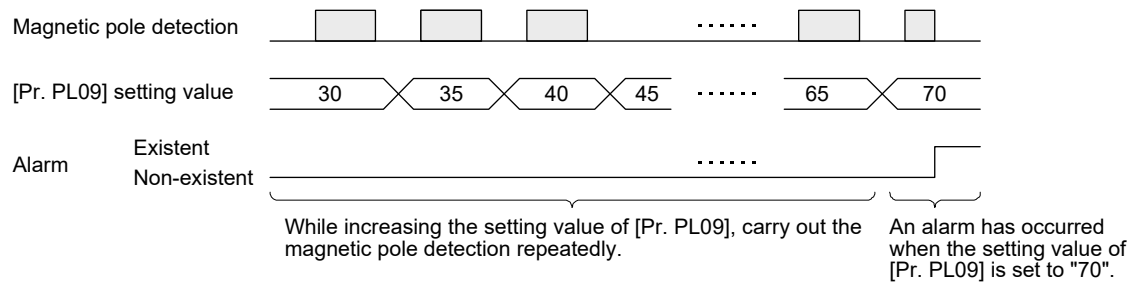 Magnetic pole detection
[Pr. PL09] setting value
30 35 40 45 ...... 65 70
Alarm
Existent
Non-existent
While increasing the setting value of [Pr. PL09], carry out the
magnetic pole detection repeatedly.
An alarm has occurred
when the setting value of
[Pr. PL09] is set to "70".